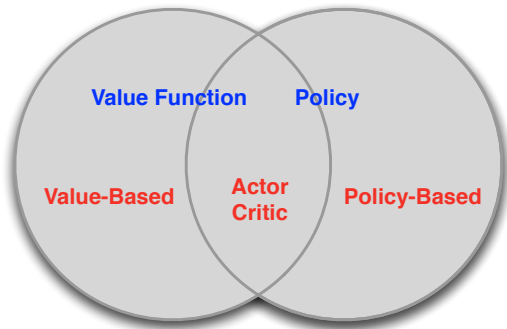 Value Function
Policy
Value-Based
Actor
Critic
Policy-Based